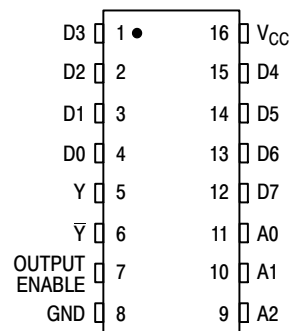 D3 1 16 VCC
D2 2 15 D4
D1 3 14 D5
D0 4 13 D6
Y 5 12 D7
Y̅ 6 11 A0
OUTPUT
ENABLE 7 10 A1
GND 8 9 A2